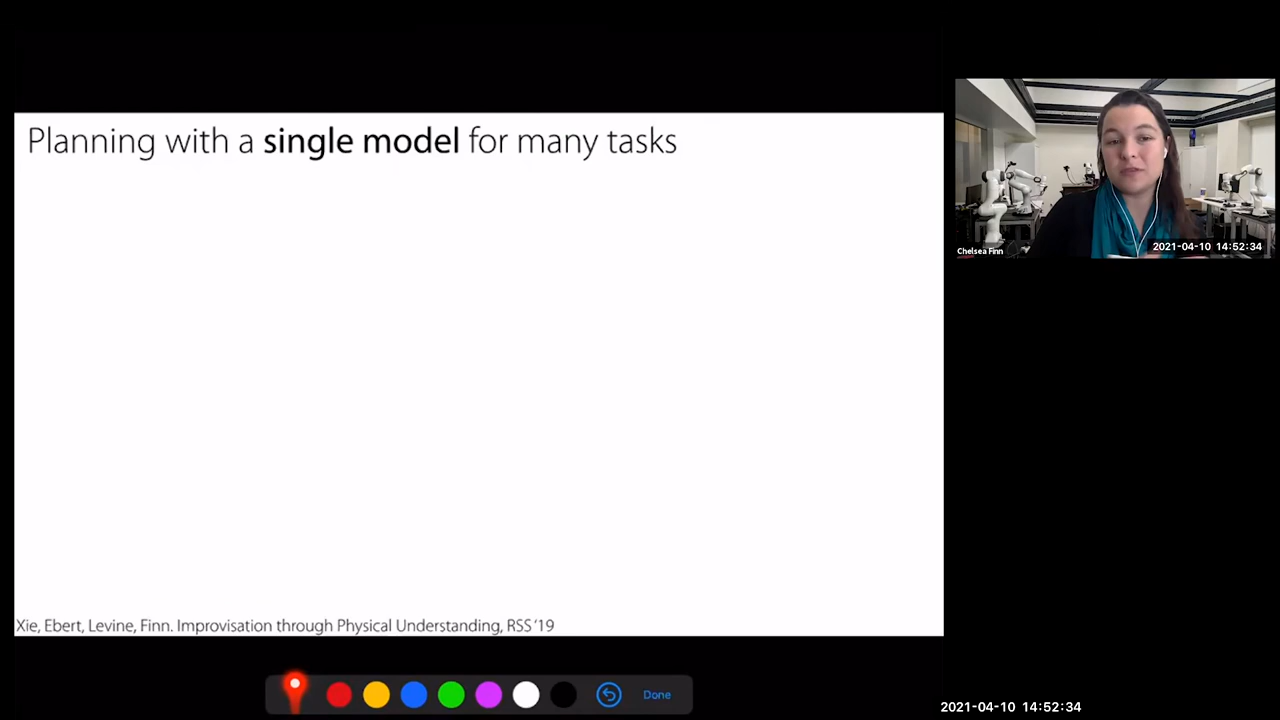 Planning with a single model for many tasks
Chelsea Finn
2021-04-10 14:52:34
Xie, Ebert, Levine, Finn. Improvisation through Physical Understanding, RSS '19
Done
2021-04-10 14:52:34